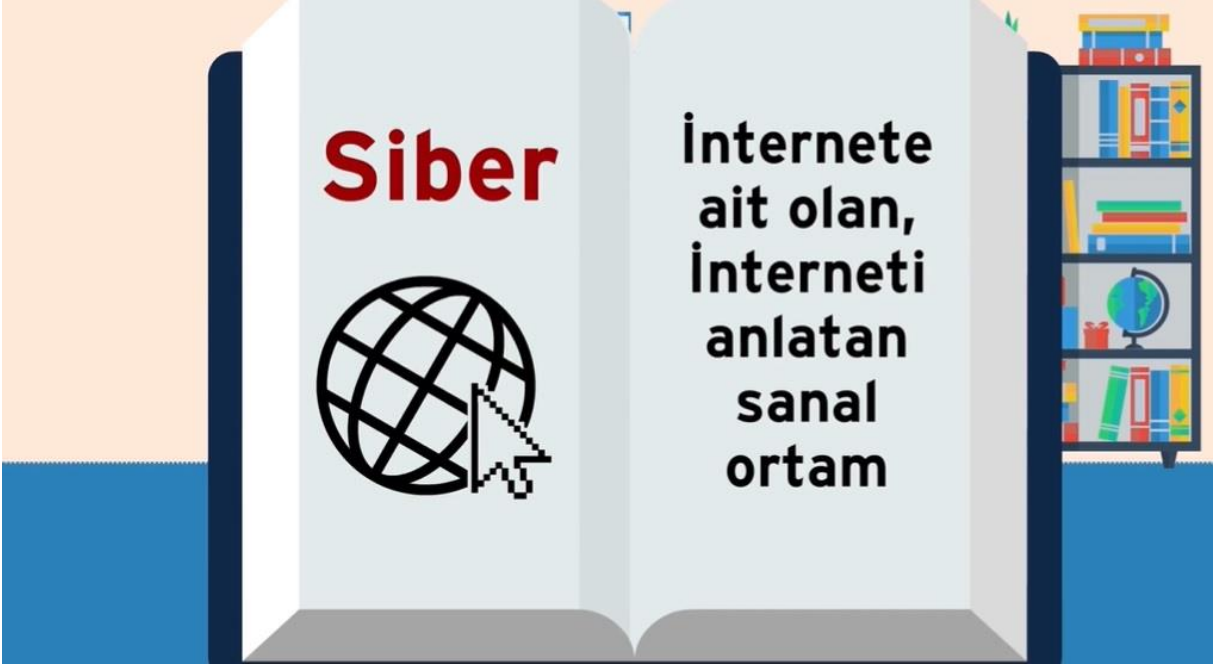 Siber
İnternete
ait olan,
İnterneti
anlatan
sanal
ortam